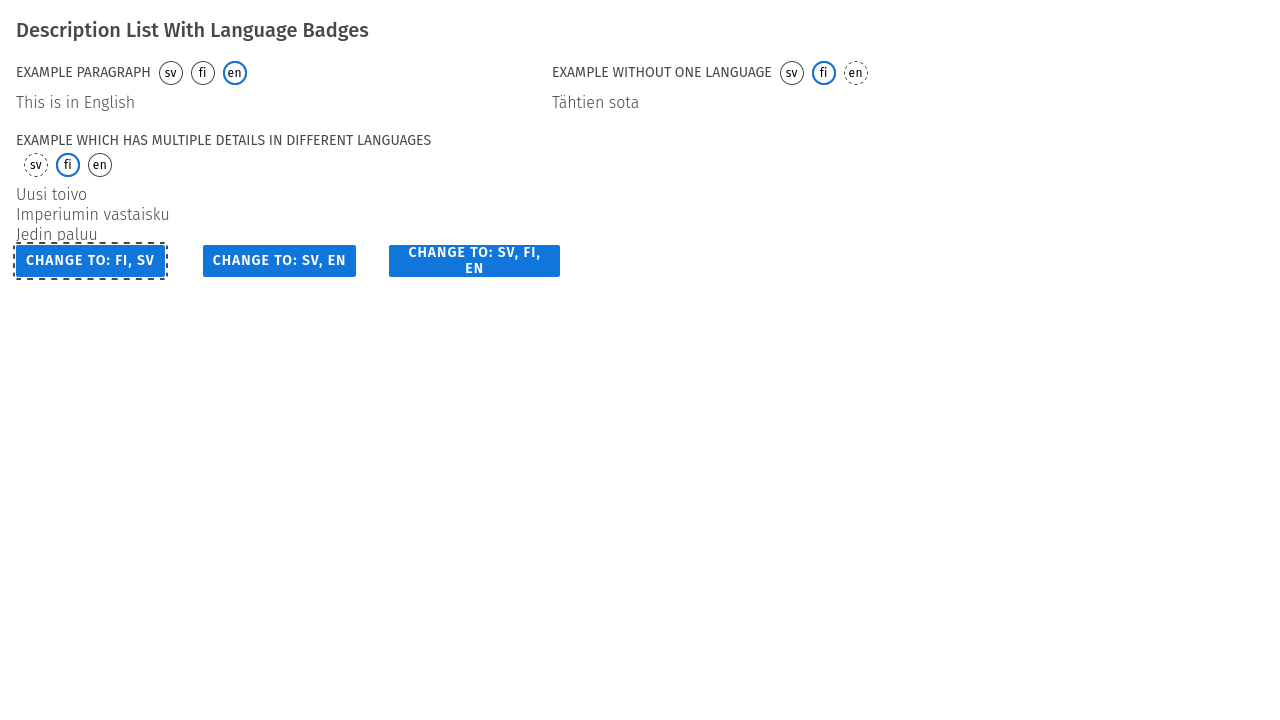 Description List With Language Badges
EXAMPLE PARAGRAPH sv fi en
This is in English
EXAMPLE WITHOUT ONE LANGUAGE sv fi en
Tähtien sota
EXAMPLE WHICH HAS MULTIPLE DETAILS IN DIFFERENT LANGUAGES
sv fi en
Uusi toivo
Imperiumin vastaisku
Jedin paluu
CHANGE TO: FI, SV
CHANGE TO: SV, EN
CHANGE TO: SV, FI,
EN